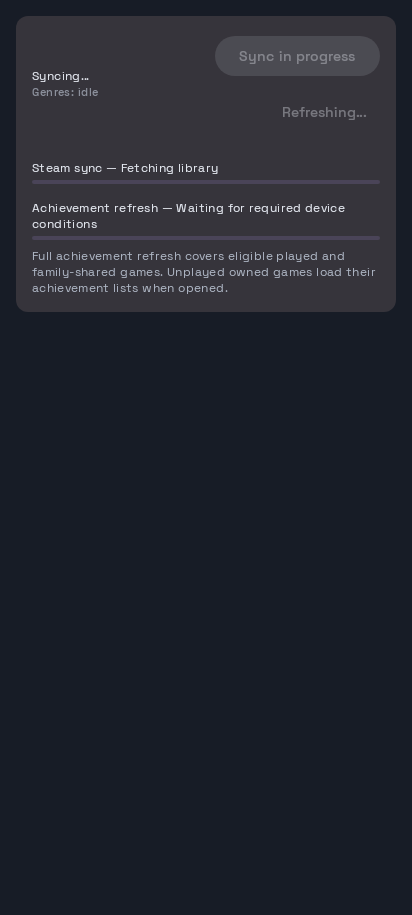 Sync in progress
Syncing...
Genres: idle
Refreshing...
Steam sync — Fetching library
Achievement refresh — Waiting for required device
conditions
Full achievement refresh covers eligible played and
family-shared games. Unplayed owned games load their
achievement lists when opened.